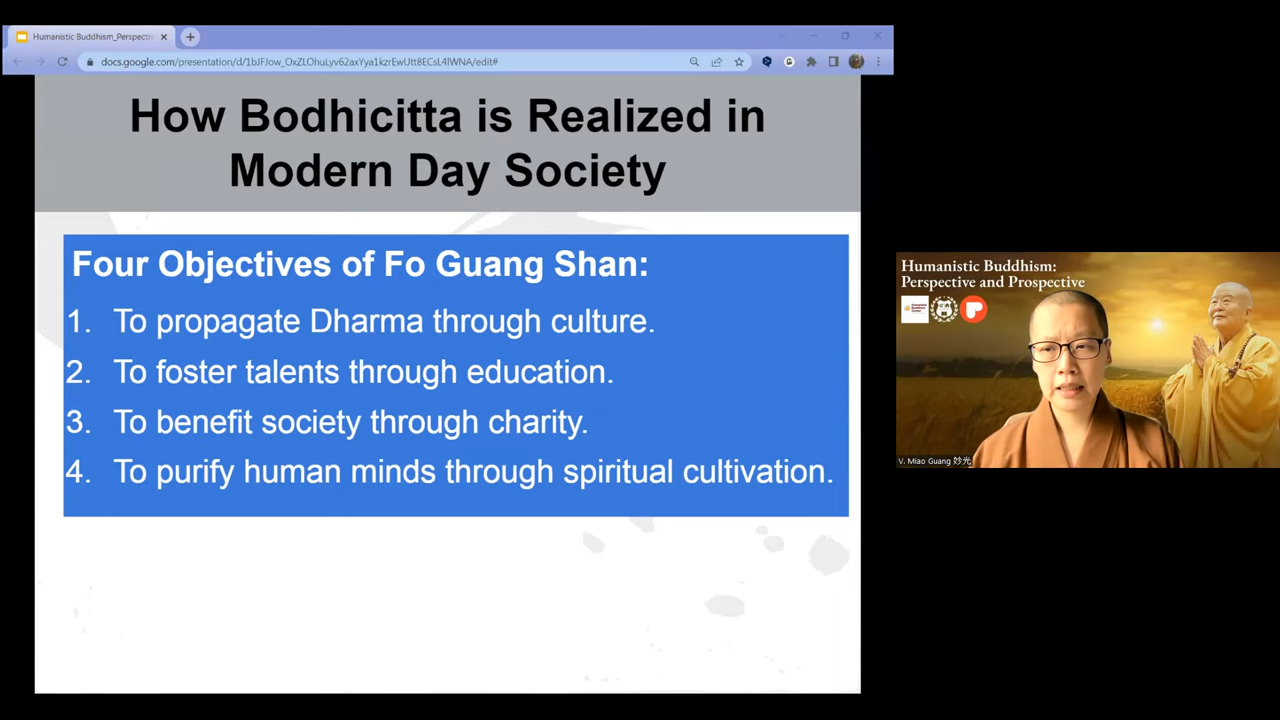 Humanistic Buddhism_Perspectiv
docs.google.com/presentation/d/1bJFJow_OxZLOhuLyv62axYya1kzrEwUtt8ECsL4lWNA/edit#
How Bodhicitta is Realized in
Modern Day Society
Four Objectives of Fo Guang Shan:
1. To propagate Dharma through culture.
2. To foster talents through education.
3. To benefit society through charity.
4. To purify human minds through spiritual cultivation.
Humanistic Buddhism:
Perspective and Prospective
V. Miao Guang 妙光